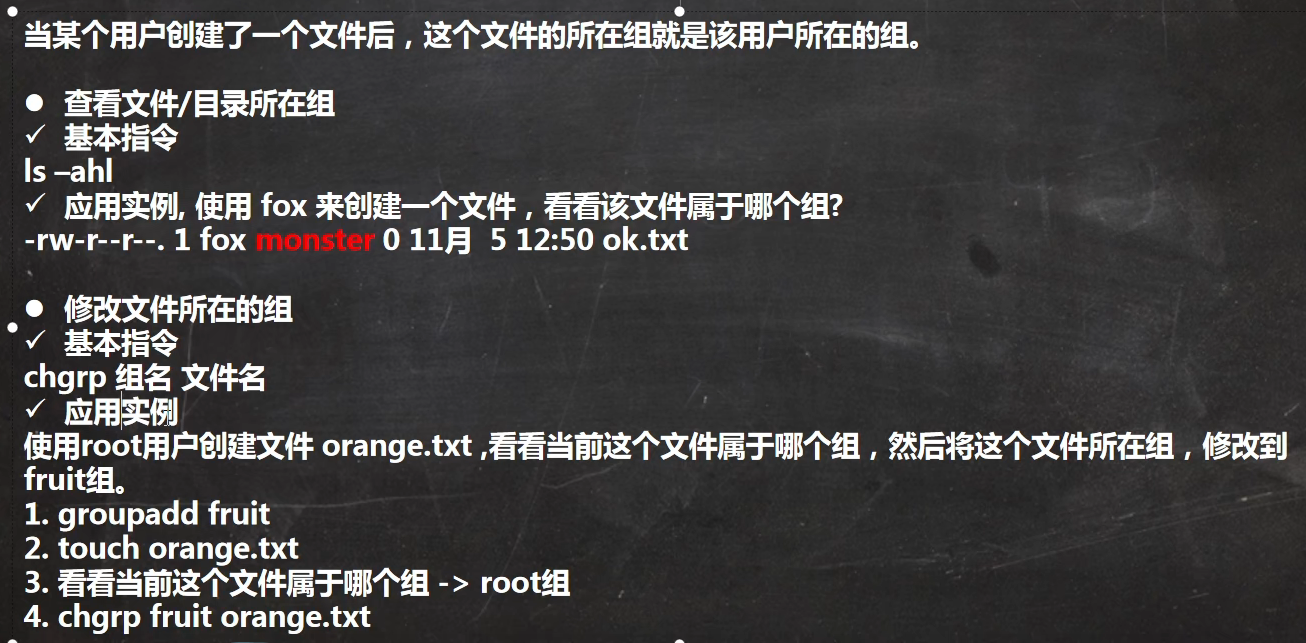 当某个用户创建了一个文件后，这个文件的所在组就是该用户所在的组。
● 查看文件/目录所在组
✓ 基本指令
ls –ahl
✓ 应用实例, 使用 fox 来创建一个文件，看看该文件属于哪个组?
-rw-r--r--. 1 fox monster 0 11月  5 12:50 ok.txt
● 修改文件所在的组
✓ 基本指令
chgrp 组名 文件名
✓ 应用实例
使用root用户创建文件 orange.txt ,看看当前这个文件属于哪个组，然后将这个文件所在组，修改到
fruit组。
1. groupadd fruit
2. touch orange.txt
3. 看看当前这个文件属于哪个组 -> root组
4. chgrp fruit orange.txt